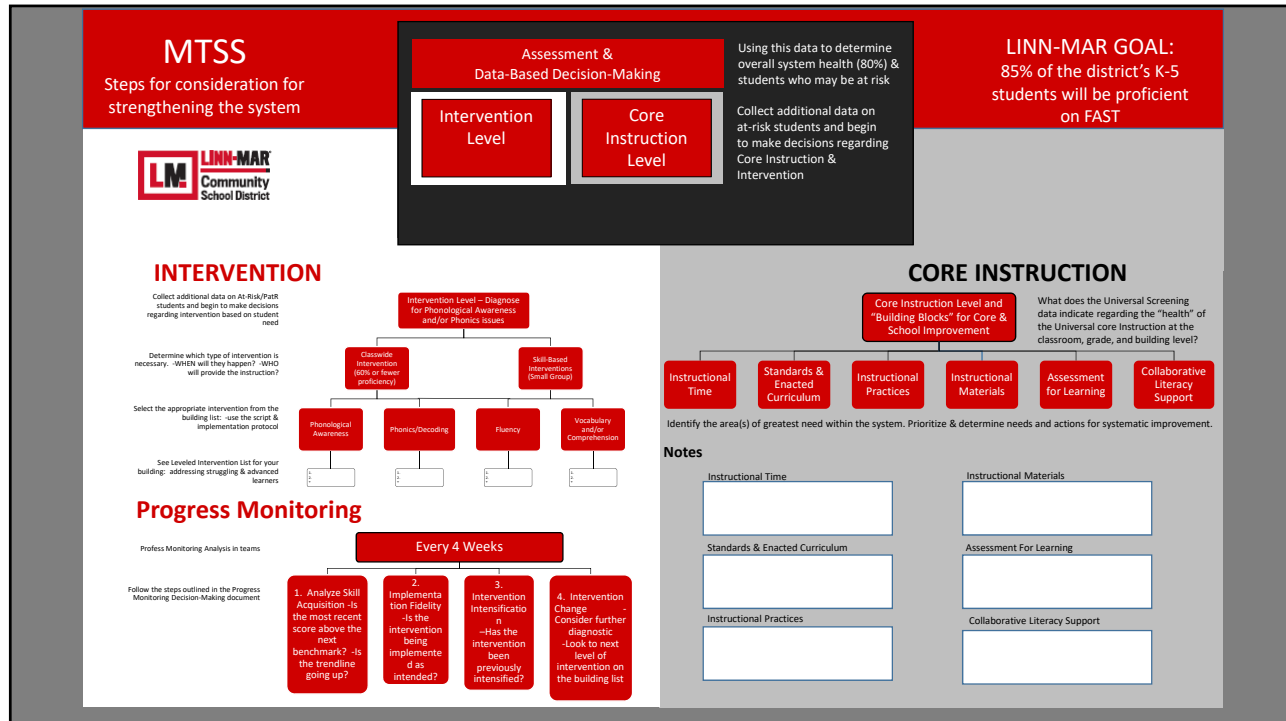 MTSS
Steps for consideration for
strengthening the system
Assessment &
Data-Based Decision-Making
Intervention
Level
Core
Instruction
Level
Using this data to determine
overall system health (80%) &
students who may be at risk
Collect additional data on
at-risk students and begin
to make decisions regarding
Core Instruction &
Intervention
LINN-MAR GOAL:
85% of the district's K-5
students will be proficient
on FAST
LM
LINN-MAR
Community
School District
INTERVENTION
Collect additional data on At-Risk/PatR
students and begin to make decisions
regarding intervention based on student
need
Intervention Level – Diagnose
for Phonological Awareness
and/or Phonics issues
Determine which type of intervention is
necessary. -WHEN will they happen? -WHO
will provide the instruction?
Classwide
Intervention
(60% or fewer
proficiency)
Skill-Based
Interventions
(Small Group)
Select the appropriate intervention from the
building list: -use the script &
implementation protocol
Phonological
Awareness
Phonics/Decoding
Fluency
Vocabulary
and/or
Comprehension
See Leveled Intervention List for your
building: addressing struggling & advanced
learners
Progress Monitoring
Profess Monitoring Analysis in teams
Every 4 Weeks
Follow the steps outlined in the Progress
Monitoring Decision-Making document
1. Analyze Skill
Acquisition -Is
the most recent
score above the
next
benchmark? -Is
the trendline
going up?
2.
Implementa
tion Fidelity
-Is the
intervention
being
implemente
d as
intended?
3.
Intervention
Intensificatio
n
–Has the
intervention
been
previously
intensified?
4. Intervention
Change -
Consider further
diagnostic
-Look to next
level of
intervention on
the building list
CORE INSTRUCTION
Core Instruction Level and
"Building Blocks" for Core &
School Improvement
What does the Universal Screening
data indicate regarding the "health" of
the Universal core Instruction at the
classroom, grade, and building level?
Instructional
Time
Standards &
Enacted
Curriculum
Instructional
Practices
Instructional
Materials
Assessment
for Learning
Collaborative
Literacy
Support
Identify the area(s) of greatest need within the system. Prioritize & determine needs and actions for systematic improvement.
Notes
Instructional Time
Instructional Materials
Standards & Enacted Curriculum
Assessment For Learning
Instructional Practices
Collaborative Literacy Support